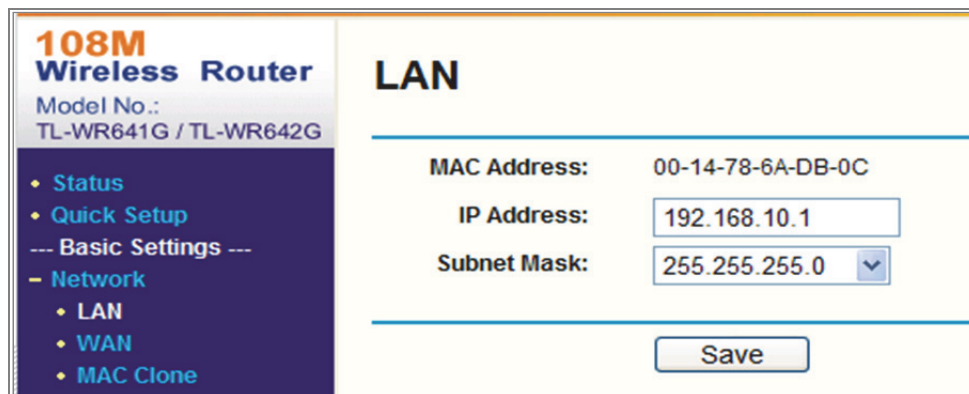 108M
Wireless Router
Model No.:
TL-WR641G / TL-WR642G
• Status
• Quick Setup
--- Basic Settings ---
– Network
• LAN
• WAN
• MAC Clone
LAN
MAC Address: 00-14-78-6A-DB-0C
IP Address: 192.168.10.1
Subnet Mask: 255.255.255.0
Save